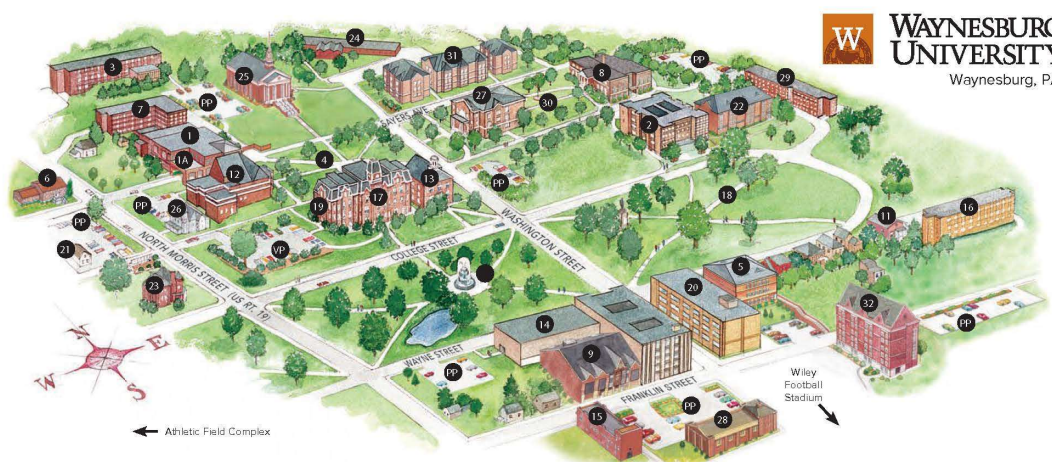 WAYNESBURG
UNIVERSITY
Waynesburg, PA
W
24
31
3
25
8
PP
29
7
PP
27
30
22
SAYERS AVE
1
2
1A
4
12
13
PP
6
19
17
18
16
PP
26
11
PP
WASHINGTON STREET
21
VP
COLLEGE STREET
NORTH MORRIS STREET (US RT. 19)
23
5
20
32
14
PP
N
E
W
S
WAYNE STREET
9
PP
FRANKLIN STREET
Wiley
Football
Stadium
PP
15
28
Athletic Field Complex